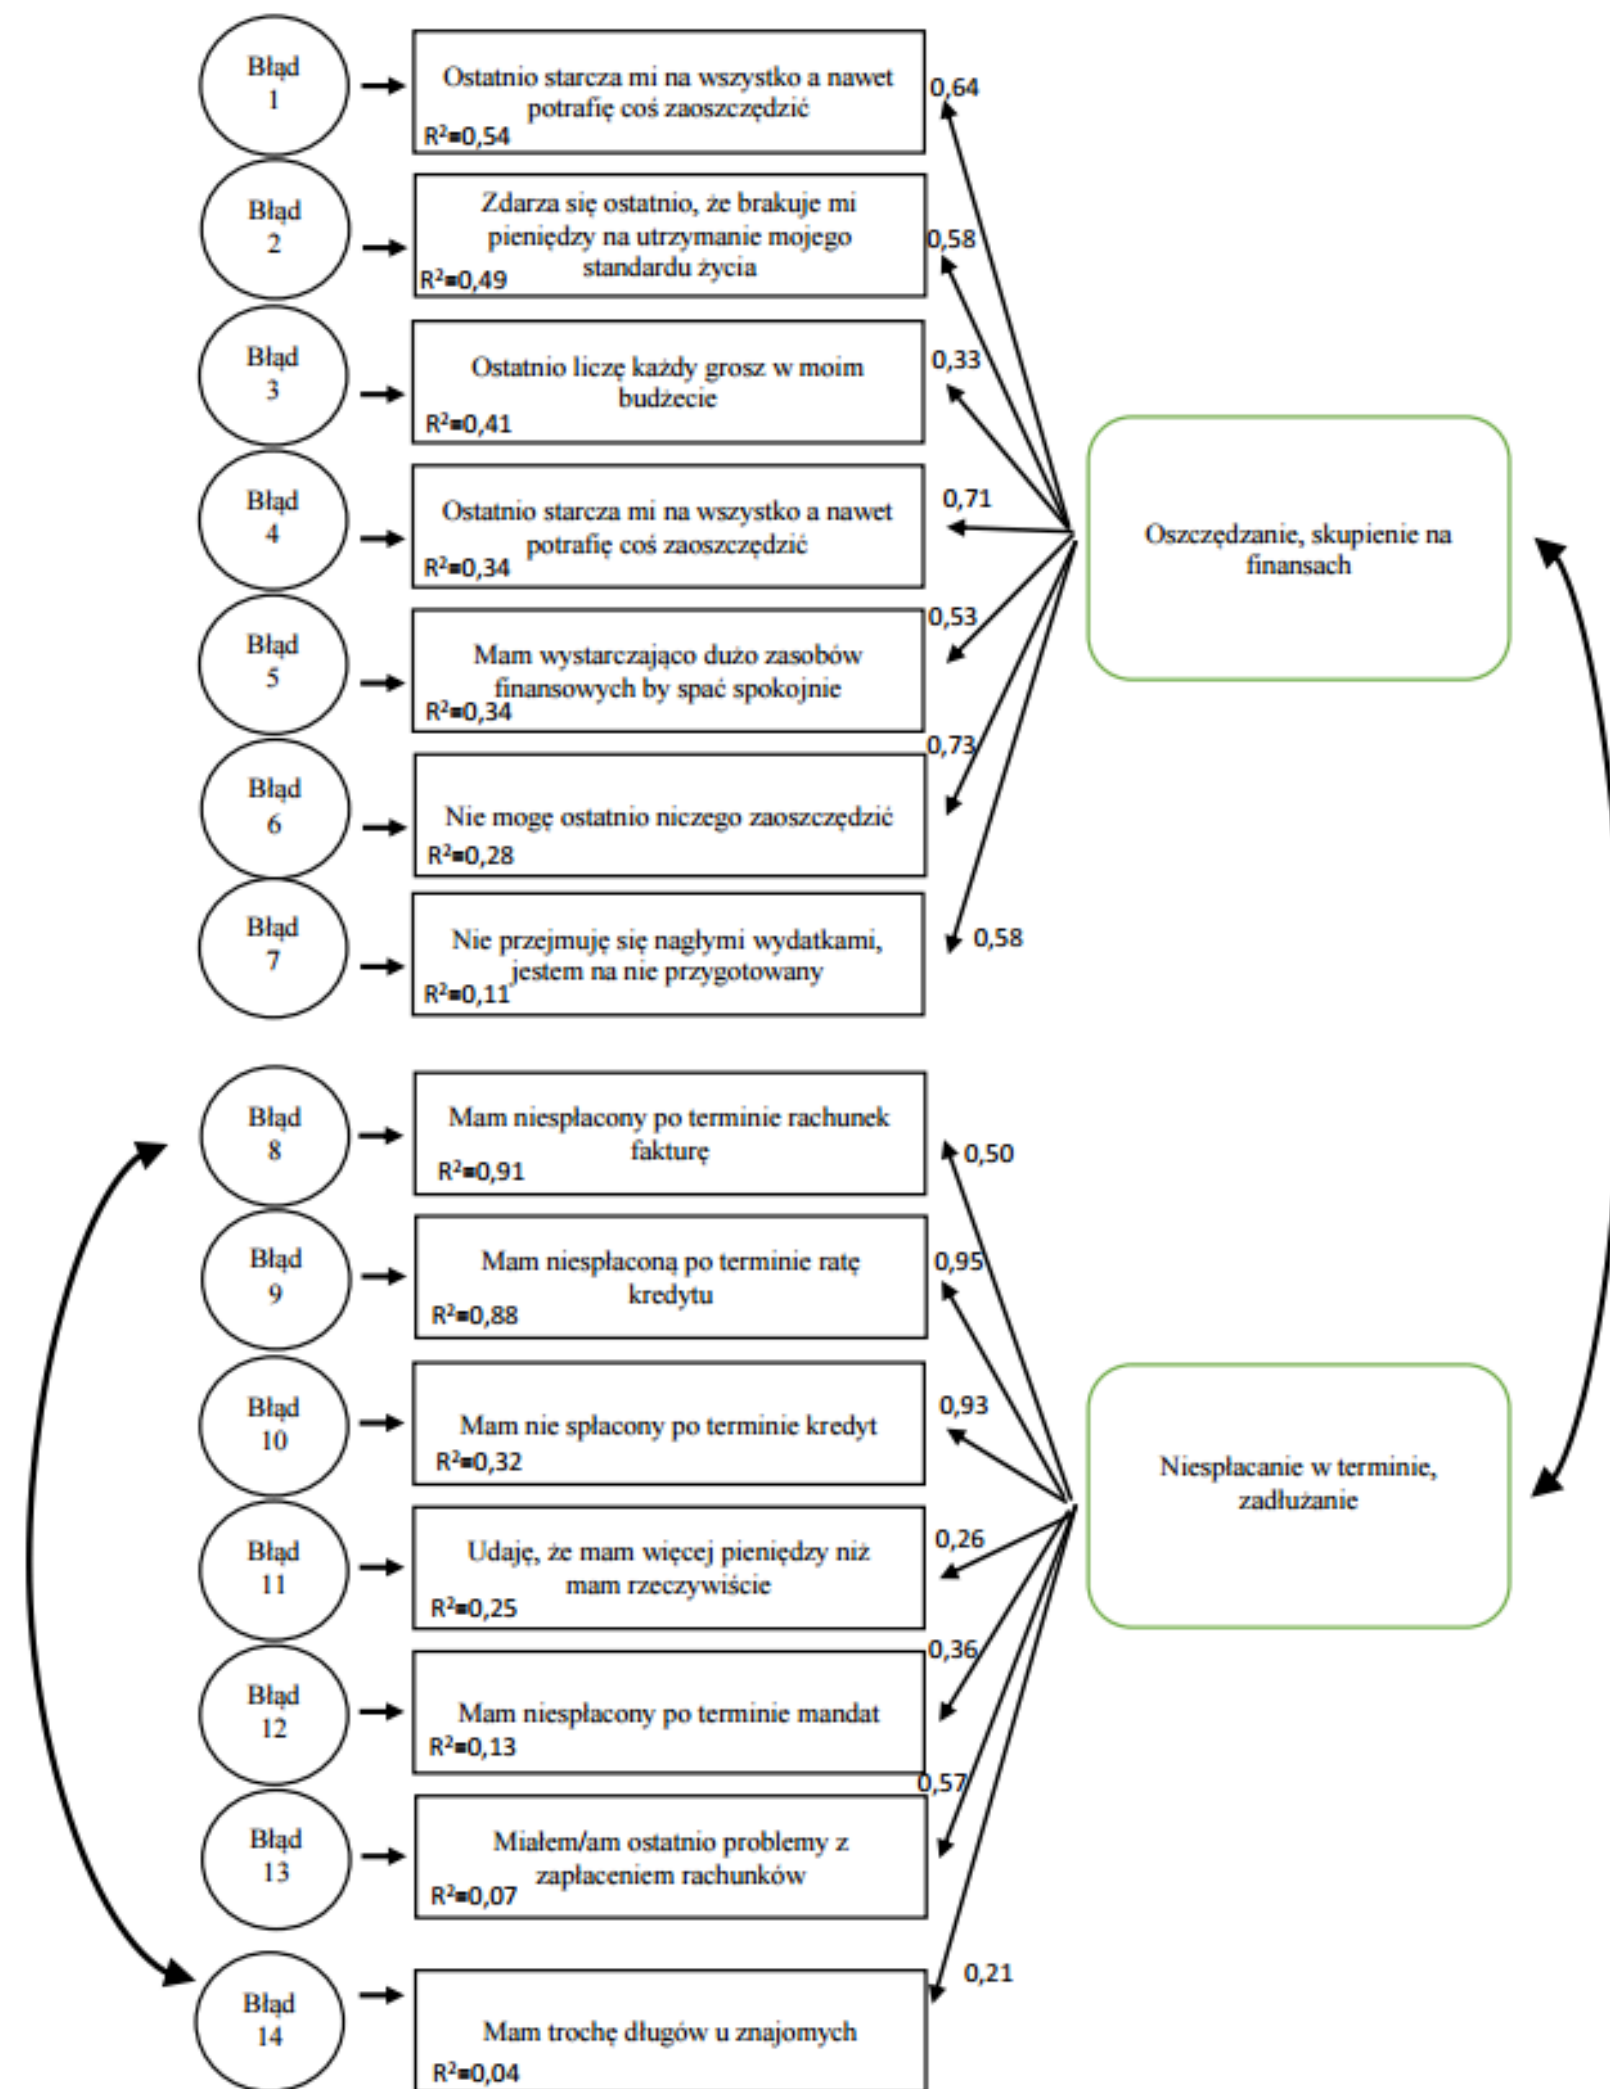 Błąd
1
Ostatnio starcza mi na wszystko a nawet
potrafię coś zaoszczędzić
R²=0,54
0,64
Błąd
2
Zdarza się ostatnio, że brakuje mi
pieniędzy na utrzymanie mojego
standardu życia
R²=0,49
0,58
Błąd
3
Ostatnio liczę każdy grosz w moim
budżecie
R²=0,41
0,33
Błąd
4
Ostatnio starcza mi na wszystko a nawet
potrafię coś zaoszczędzić
R²=0,34
0,71
Oszczędzanie, skupienie na
finansach
Błąd
5
Mam wystarczająco dużo zasobów
finansowych by spać spokojnie
R²=0,34
0,53
Błąd
6
Nie mogę ostatnio niczego zaoszczędzić
R²=0,28
0,73
Błąd
7
Nie przejmuję się nagłymi wydatkami,
jestem na nie przygotowany
R²=0,11
0,58
Błąd
8
Mam niespłacony po terminie rachunek
fakturę
R²=0,91
0,50
Błąd
9
Mam niespłaconą po terminie ratę
kredytu
R²=0,88
0,95
Błąd
10
Mam nie spłacony po terminie kredyt
R²=0,32
0,93
Niespłacanie w terminie,
zadłużanie
Błąd
11
Udaję, że mam więcej pieniędzy niż
mam rzeczywiście
R²=0,25
0,26
Błąd
12
Mam niespłacony po terminie mandat
R²=0,13
0,36
Błąd
13
Miałem/am ostatnio problemy z
zapłaceniem rachunków
R²=0,07
0,57
Błąd
14
Mam trochę długów u znajomych
R²=0,04
0,21